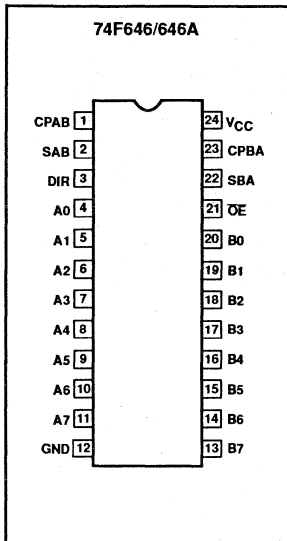 74F646/646A
CPAB 1 24 VCC
SAB 2 23 CPBA
DIR 3 22 SBA
A0 4 21 OE
A1 5 20 B0
A2 6 19 B1
A3 7 18 B2
A4 8 17 B3
A5 9 16 B4
A6 10 15 B5
A7 11 14 B6
GND 12 13 B7